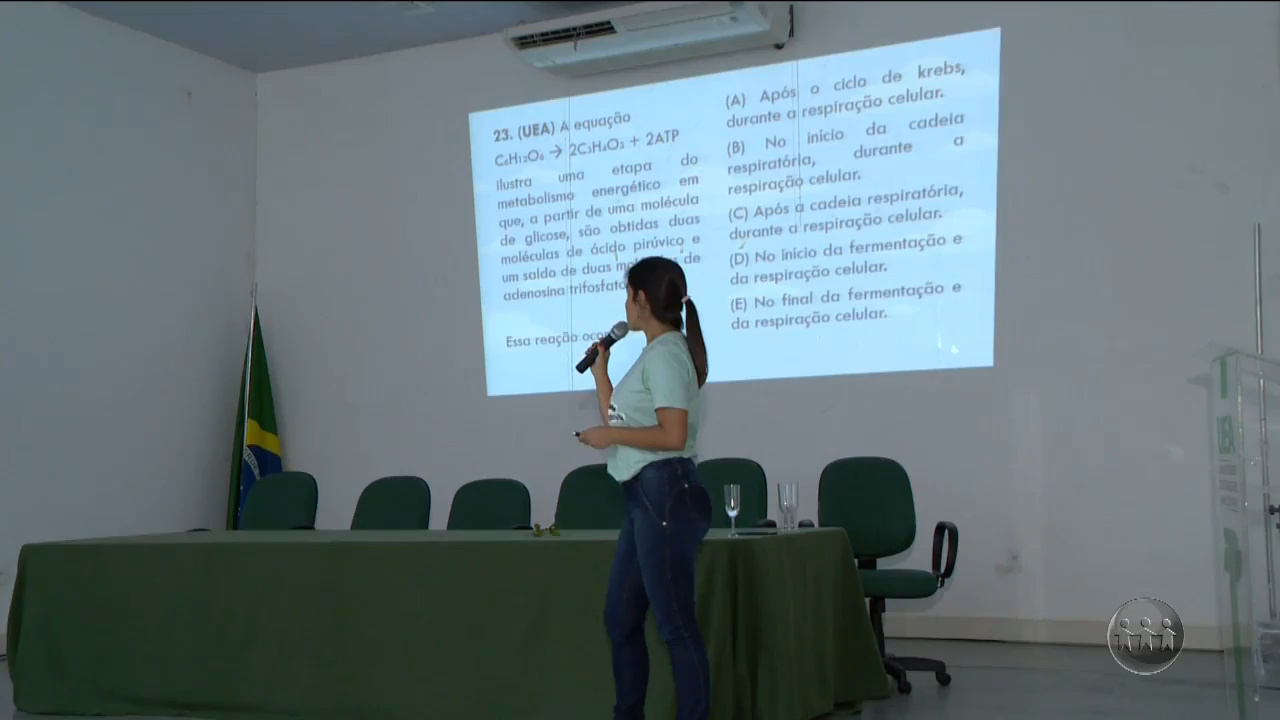 23. (UEA) A equação
C₆H₁₂O₆ → 2C₃H₄O₃ + 2ATP
ilustra uma etapa do
metabolismo energético em
que, a partir de uma molécula
de glicose, são obtidas duas
moléculas de ácido pirúvico e
um saldo de duas de
adenosina trifosfato
Essa reação
(A) Após o ciclo de krebs,
durante a respiração celular.
(B) No início da cadeia
respiratória, durante a
respiração celular.
(C) Após a cadeia respiratória,
durante a respiração celular.
(D) No início da fermentação e
da respiração celular.
(E) No final da fermentação e
da respiração celular.
UEA